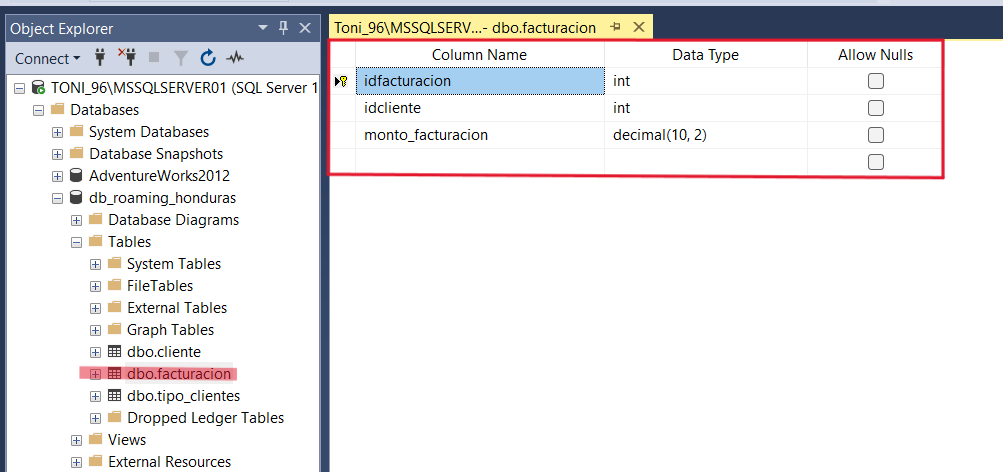 Object Explorer
Connect
TONI_96\MSSQLSERVER01 (SQL Server 1
Databases
System Databases
Database Snapshots
AdventureWorks2012
db_roaming_honduras
Database Diagrams
Tables
System Tables
FileTables
External Tables
Graph Tables
dbo.cliente
dbo.facturacion
dbo.tipo_clientes
Dropped Ledger Tables
Views
External Resources
Toni_96\MSSQLSERV...- dbo.facturacion
Column Name Data Type Allow Nulls
idfacturacion int
idcliente int
monto_facturacion decimal(10, 2)